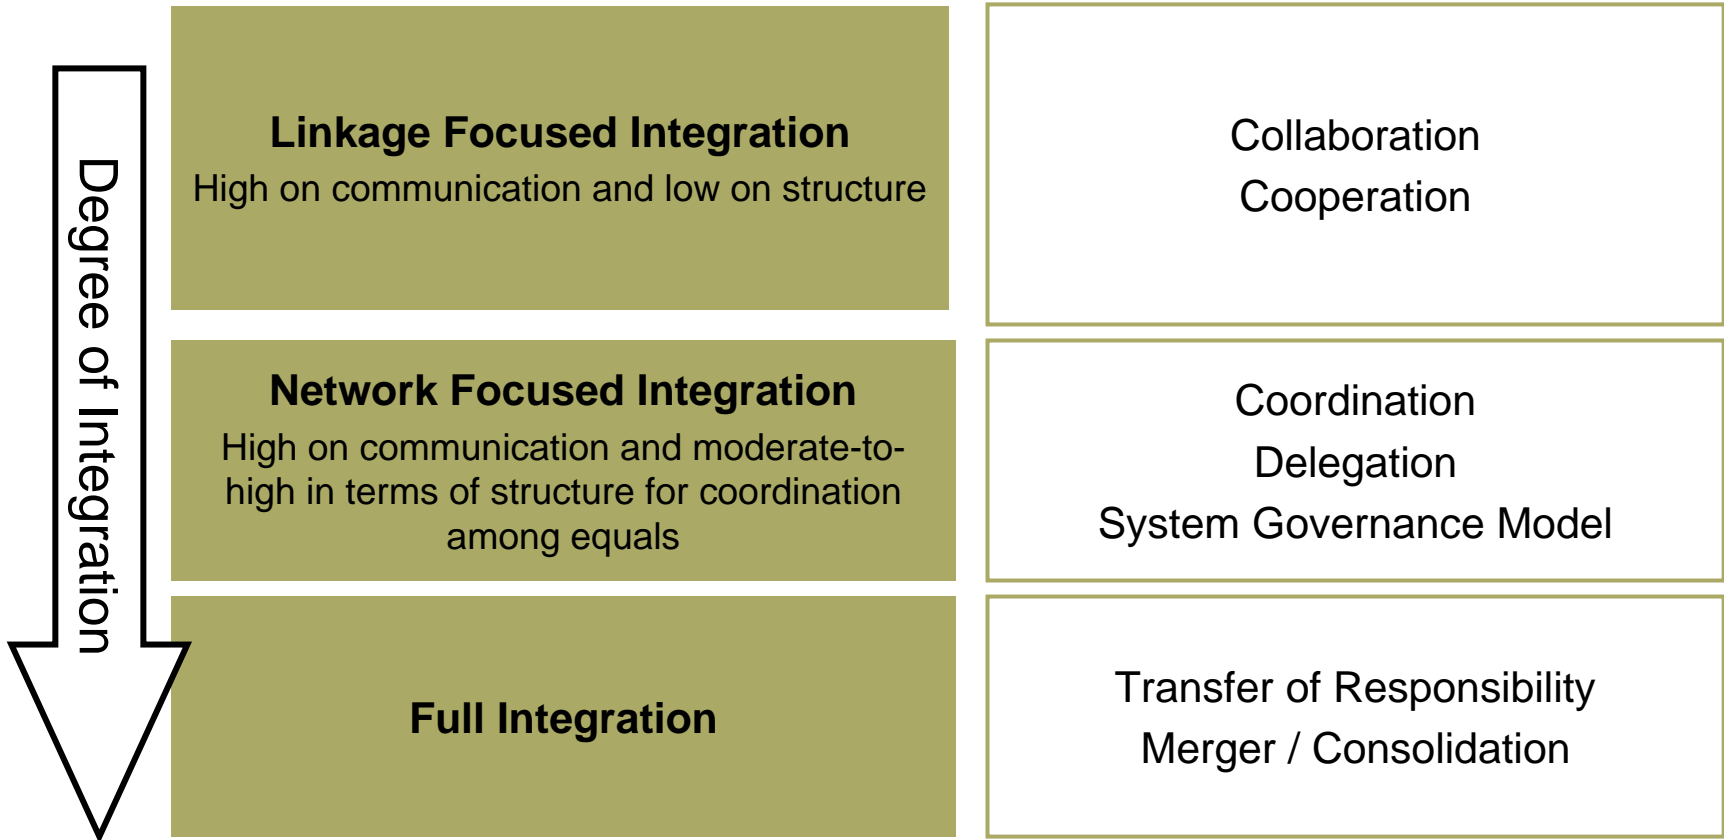 Degree of Integration
Linkage Focused Integration
High on communication and low on structure
Collaboration
Cooperation
Network Focused Integration
High on communication and moderate-to-
high in terms of structure for coordination
among equals
Coordination
Delegation
System Governance Model
Full Integration
Transfer of Responsibility
Merger / Consolidation